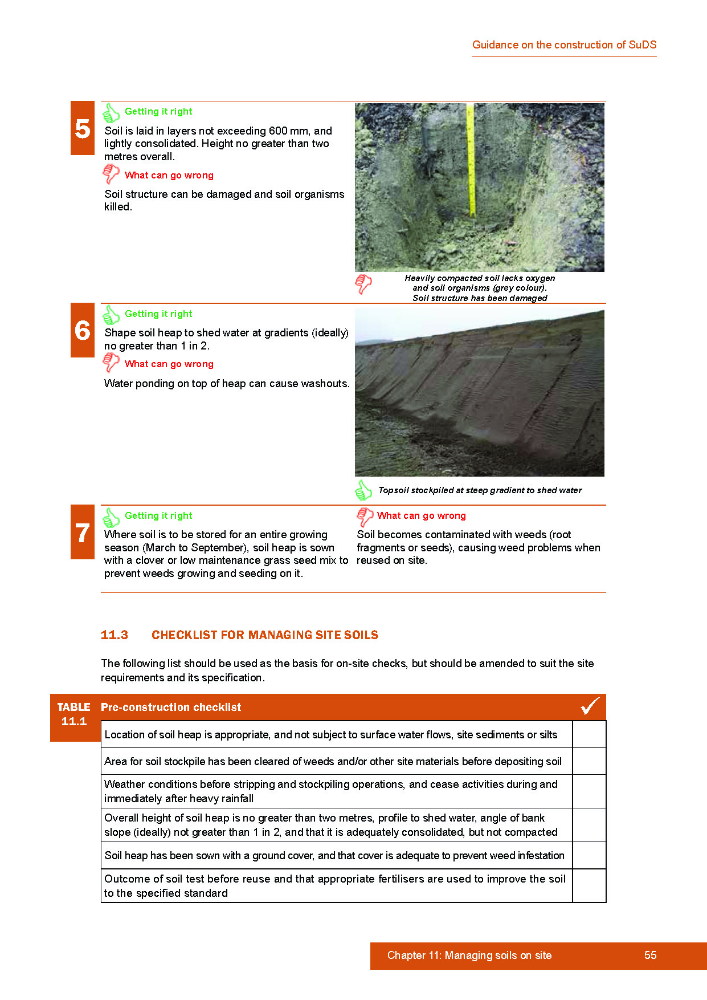 Guidance on the construction of SuDS
5
Getting it right
Soil is laid in layers not exceeding 600 mm, and
lightly consolidated. Height no greater than two
metres overall.
What can go wrong
Soil structure can be damaged and soil organisms
killed.
Heavily compacted soil lacks oxygen
and soil organisms (grey colour).
Soil structure has been damaged
6
Getting it right
Shape soil heap to shed water at gradients (ideally)
no greater than 1 in 2.
What can go wrong
Water ponding on top of heap can cause washouts.
Topsoil stockpiled at steep gradient to shed water
7
Getting it right
Where soil is to be stored for an entire growing
season (March to September), soil heap is sown
with a clover or low maintenance grass seed mix to
prevent weeds growing and seeding on it.
What can go wrong
Soil becomes contaminated with weeds (root
fragments or seeds), causing weed problems when
reused on site.
11.3 CHECKLIST FOR MANAGING SITE SOILS
The following list should be used as the basis for on-site checks, but should be amended to suit the site
requirements and its specification.
TABLE
11.1
Pre-construction checklist ✓
Location of soil heap is appropriate, and not subject to surface water flows, site sediments or silts
Area for soil stockpile has been cleared of weeds and/or other site materials before depositing soil
Weather conditions before stripping and stockpiling operations, and cease activities during and
immediately after heavy rainfall
Overall height of soil heap is no greater than two metres, profile to shed water, angle of bank
slope (ideally) not greater than 1 in 2, and that it is adequately consolidated, but not compacted
Soil heap has been sown with a ground cover, and that cover is adequate to prevent weed infestation
Outcome of soil test before reuse and that appropriate fertilisers are used to improve the soil
to the specified standard
Chapter 11: Managing soils on site 55